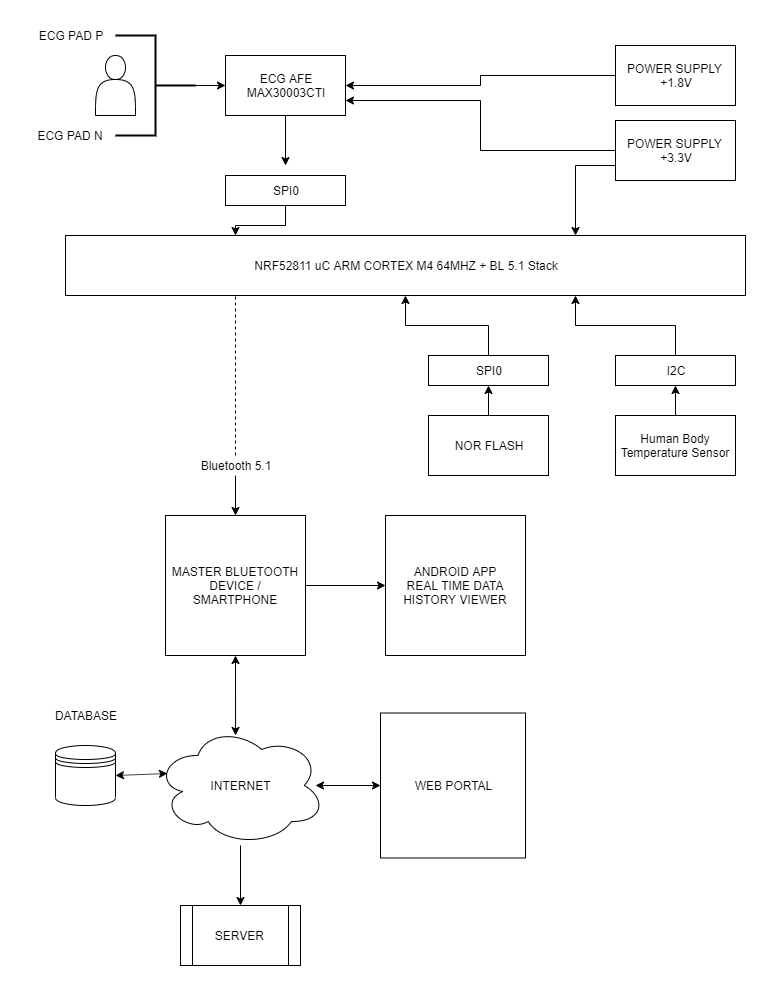 ECG PAD P
ECG AFE
MAX30003CTI
POWER SUPPLY
+1.8V
ECG PAD N
POWER SUPPLY
+3.3V
SPI0
NRF52811 uC ARM CORTEX M4 64MHZ + BL 5.1 Stack
SPI0
I2C
NOR FLASH
Human Body
Temperature Sensor
Bluetooth 5.1
MASTER BLUETOOTH
DEVICE /
SMARTPHONE
ANDROID APP
REAL TIME DATA
HISTORY VIEWER
DATABASE
INTERNET
WEB PORTAL
SERVER